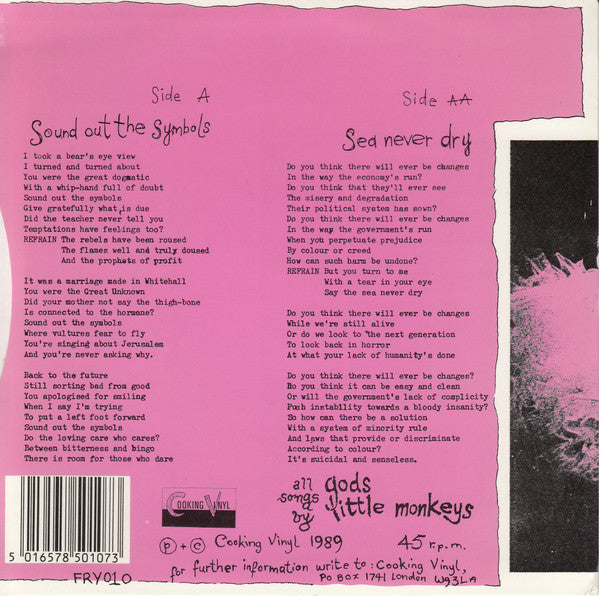 Side A
Sound out the Symbols
I took a bear's eye view
I turned and turned about
You were the great dogmatic
With a whip-hand full of doubt
Sound out the symbols
Give gratefully what is due
Did the teacher never tell you
Temptations have feelings too?
REFRAIN The rebels have been roused
The flames well and truly doused
And the prophets of profit
It was a marriage made in Whitehall
You were the Great Unknown
Did your mother not say the thigh-bone
Is connected to the hormone?
Sound out the symbols
Where vultures fear to fly
You're singing about Jerusalem
And you're never asking why.
Back to the future
Still sorting bad from good
You apologised for smiling
When I say I'm trying
To put a left foot forward
Sound out the symbols
Do the loving care who cares?
Between bitterness and bingo
There is room for those who dare
Side AA
Sea never dry
Do you think there will ever be changes
In the way the economy's run?
Do you think that they'll ever see
The misery and degradation
Their political system has sown?
Do you think there will ever be changes
In the way the government's run
When you perpetuate prejudice
By colour or creed
How can such harm be undone?
REFRAIN But you turn to me
With a tear in your eye
Say the sea never dry
Do you think there will ever be changes
While we're still alive
Or do we look to the next generation
To look back in horror
At what your lack of humanity's done
Do you think there will ever be changes?
Do you think it can be easy and clean
Or will the government's lack of complicity
Push instability towards a bloody insanity?
So how can there be a solution
With a system of minority rule
And laws that provide or discriminate
According to colour?
It's suicidal and senseless.
all songs by gods little monkeys
COOKING VINYL
5 016578 501073
FRY010
(P) + (C) Cooking Vinyl 1989 45 r.p.m.
for further information write to: Cooking Vinyl,
PO BOX 1741 London W93LA